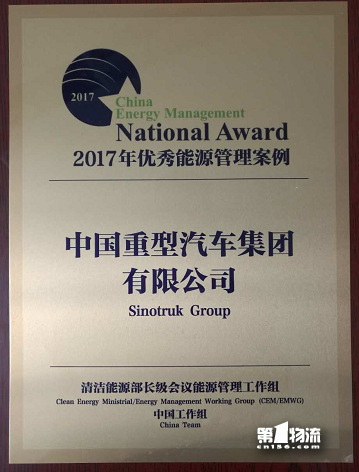 2017
China
Energy Management
National Award
2017年优秀能源管理案例
中国重型汽车集团
有限公司
Sinotruk Group
清洁能源部长级会议能源管理工作组
Clean Energy Ministrial/Energy Management Working Group (CEM/EMWG)
中国工作组
China Team
第1物流
cn156.com